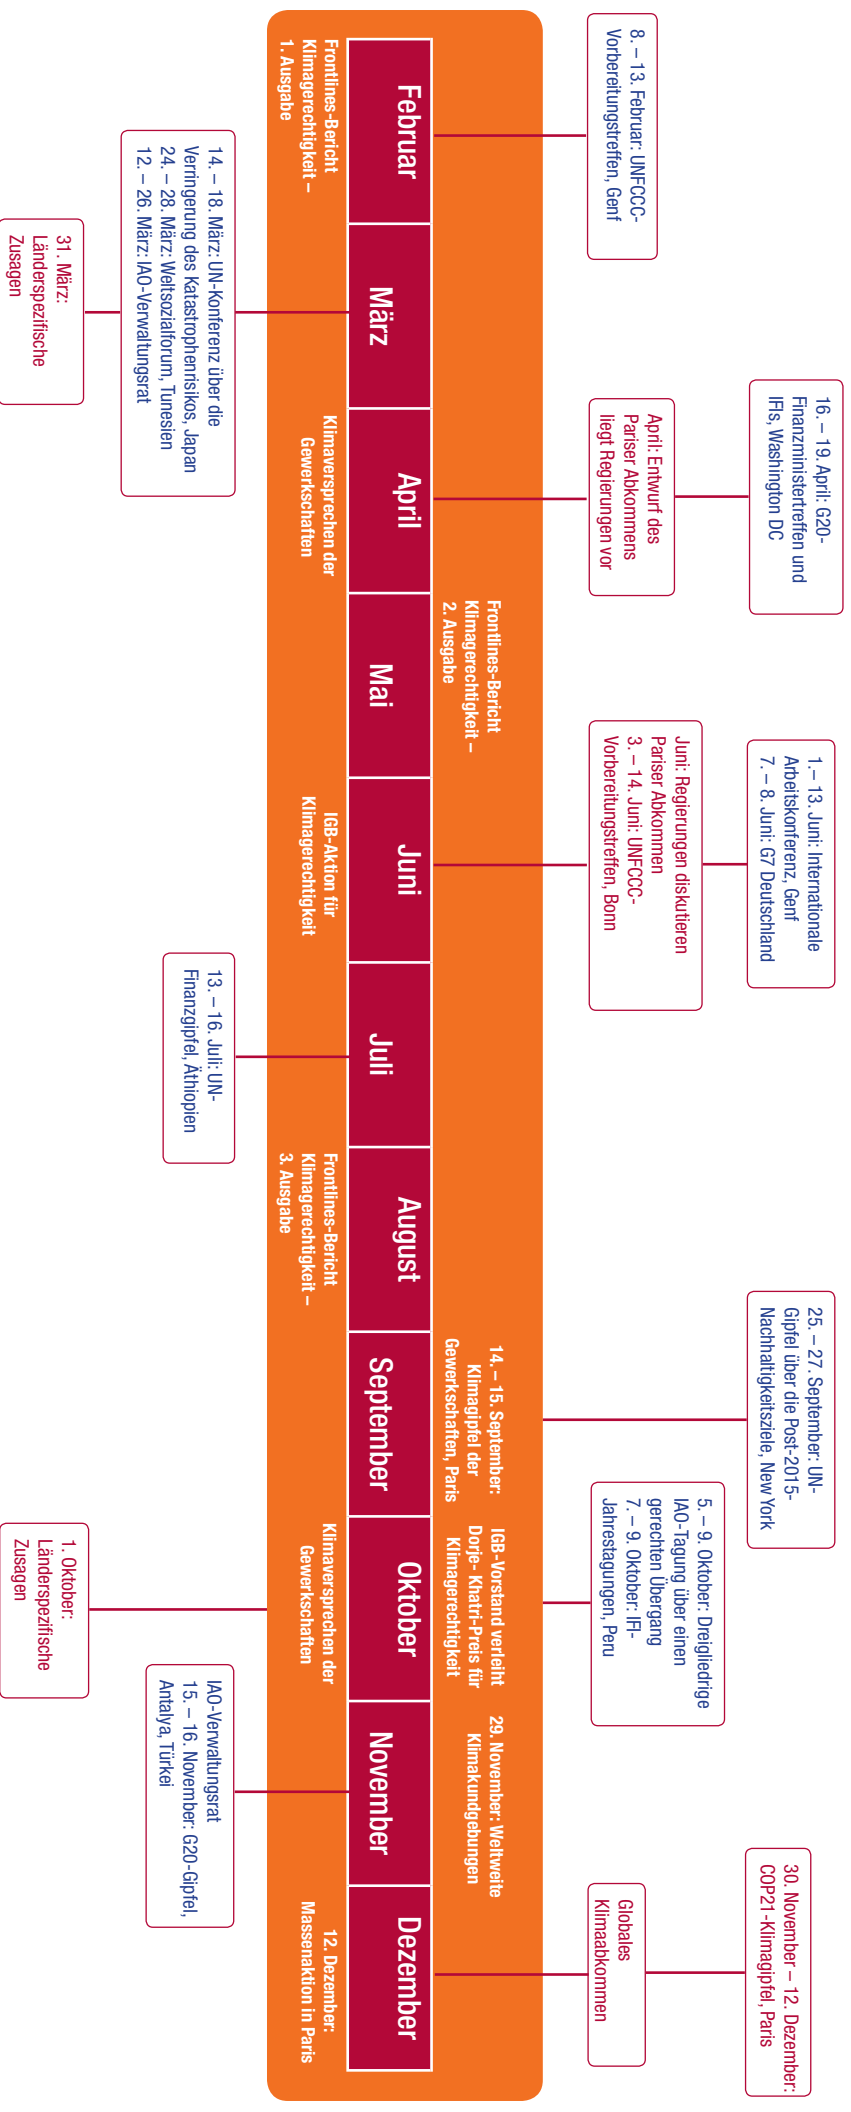 16. – 19. April: G20-
Finanzministertreffen und
IFIs, Washington DC
1.– 13. Juni: Internationale
Arbeitskonferenz, Genf
7. – 8. Juni: G7 Deutschland
25. – 27. September: UN-
Gipfel über die Post-2015-
Nachhaltigkeitsziele, New York
30. November – 12. Dezember:
COP21-Klimagipfel, Paris
8. – 13. Februar: UNFCCC-
Vorbereitungstreffen, Genf
April: Entwurf des
Pariser Abkommens
liegt Regierungen vor
Juni: Regierungen diskutieren
Pariser Abkommen
3. – 14. Juni: UNFCCC-
Vorbereitungstreffen, Bonn
5. – 9. Oktober: Dreigliedrige
IAO-Tagung über einen
gerechten Übergang
7. – 9. Oktober: IFI-
Jahrestagungen, Peru
Globales
Klimaabkommen
Frontlines-Bericht
Klimagerechtigkeit –
2. Ausgabe
14. – 15. September:
Klimagipfel der
Gewerkschaften, Paris
IGB-Vorstand verleiht
Dorje- Khatri-Preis für
Klimagerechtigkeit
29. November: Weltweite
Klimakundgebungen
Februar
März
April
Mai
Juni
Juli
August
September
Oktober
November
Dezember
Frontlines-Bericht
Klimagerechtigkeit –
1. Ausgabe
Klimaversprechen der
Gewerkschaften
IGB-Aktion für
Klimagerechtigkeit
Frontlines-Bericht
Klimagerechtigkeit –
3. Ausgabe
Klimaversprechen der
Gewerkschaften
12. Dezember:
Massenaktion in Paris
14. – 18. März: UN-Konferenz über die
Verringerung des Katastrophenrisikos, Japan
24. – 28. März: Weltsozialforum, Tunesien
12. – 26. März: IAO-Verwaltungsrat
13. – 16. Juli: UN-
Finanzgipfel, Äthiopien
IAO-Verwaltungsrat
15. – 16. November: G20-Gipfel,
Antalya, Türkei
31. März:
Länderspezifische
Zusagen
1. Oktober:
Länderspezifische
Zusagen